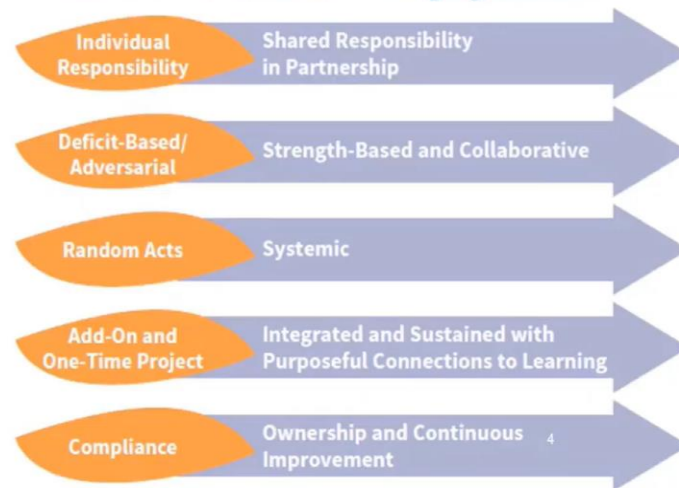 Individual
Responsibility
Shared Responsibility
in Partnership
Deficit-Based/
Adversarial
Strength-Based and Collaborative
Random Acts
Systemic
Add-On and
One-Time Project
Integrated and Sustained with
Purposeful Connections to Learning
Compliance
Ownership and Continuous
Improvement
4